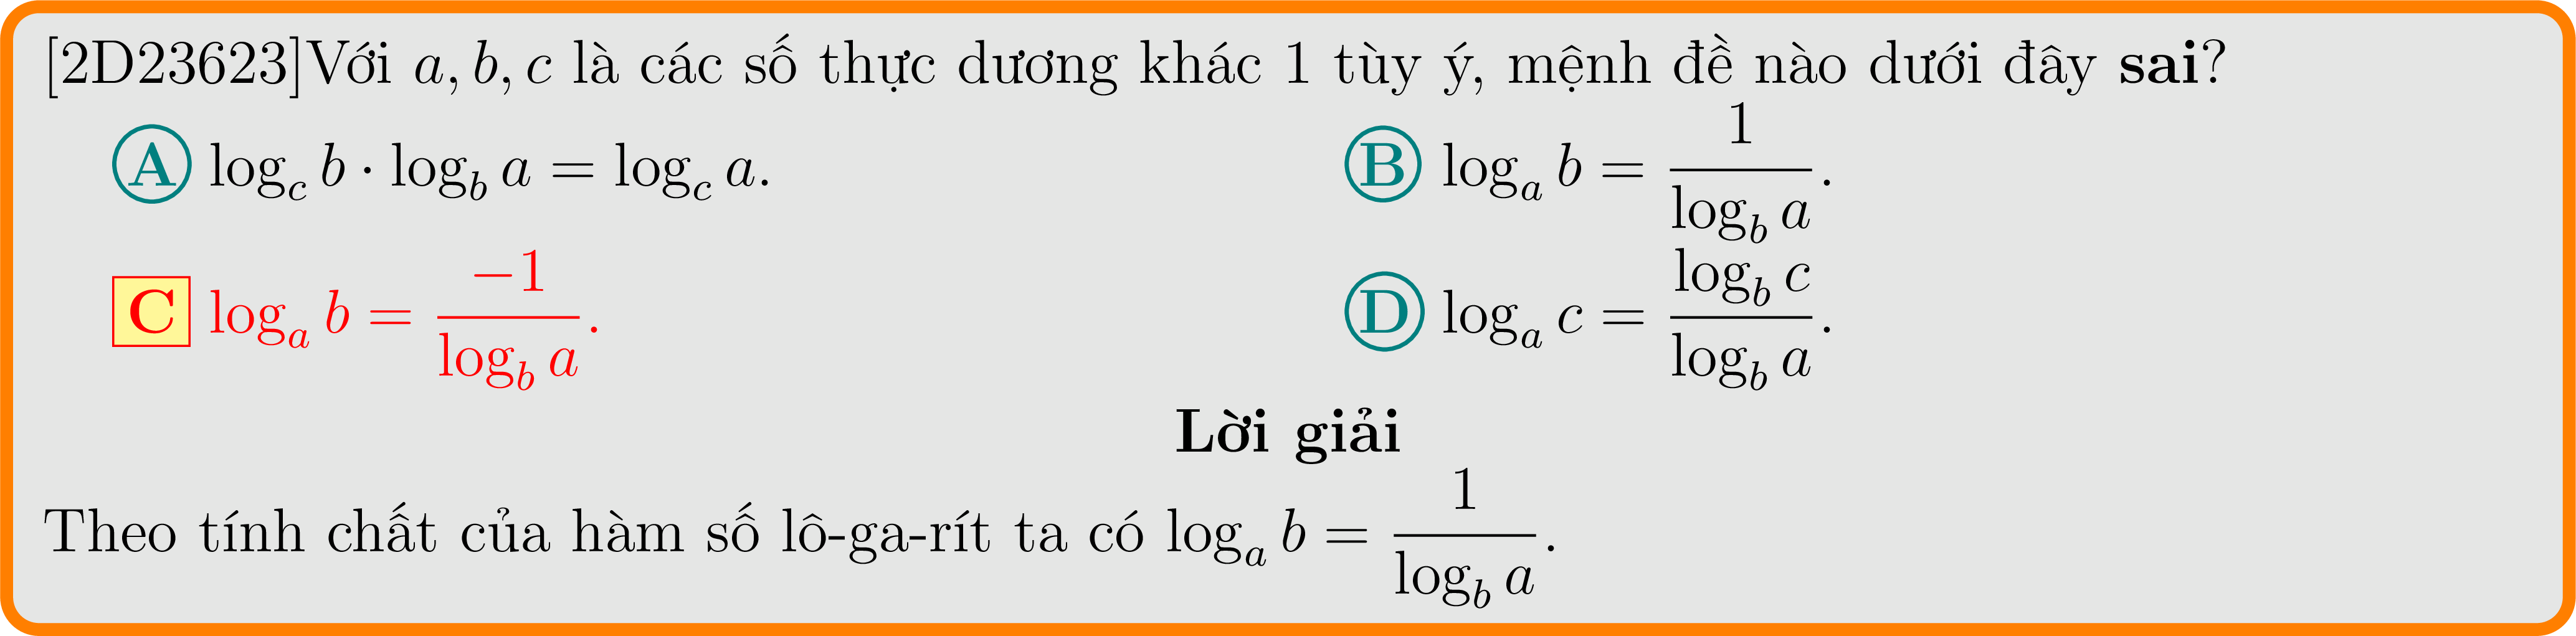 [2D23623]Với a, b, c là các số thực dương khác 1 tùy ý, mệnh đề nào dưới đây sai?
A log_c b · log_b a = log_c a. B log_a b = \frac{1}{log_b a}.
C log_a b = \frac{-1}{log_b a}. D log_a c = \frac{log_b c}{log_b a}.
Lời giải
Theo tính chất của hàm số lô-ga-rít ta có log_a b = \frac{1}{log_b a}.